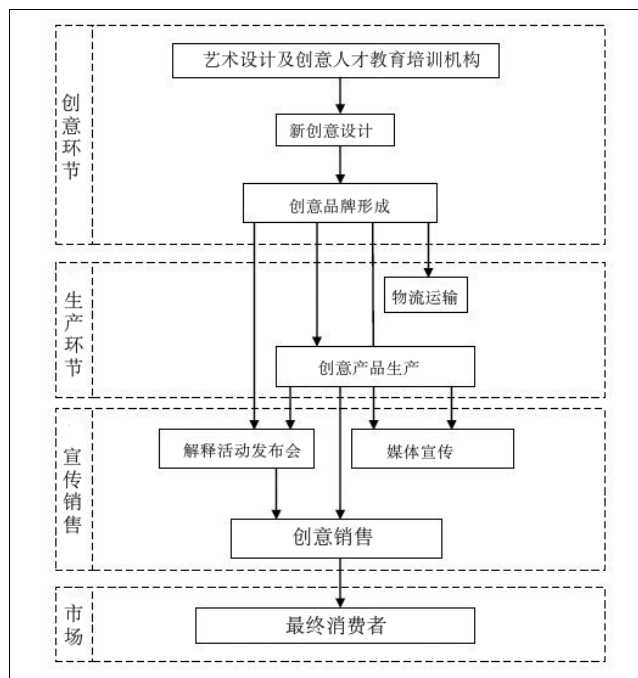 创意环节
艺术设计及创意人才教育培训机构
新创意设计
创意品牌形成
生产环节
物流运输
创意产品生产
宣传销售
解释活动发布会
媒体宣传
创意销售
市场
最终消费者